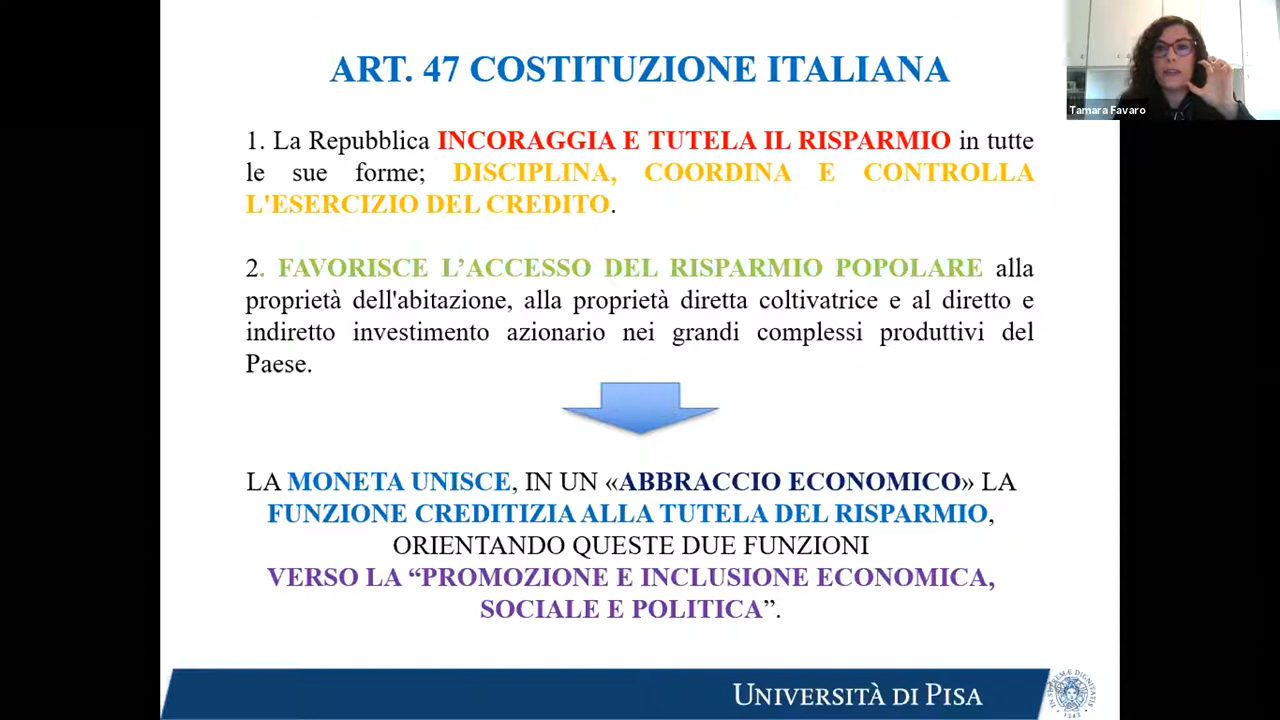 ART. 47 COSTITUZIONE ITALIANA
Tamara Favaro
1. La Repubblica INCORAGGIA E TUTELA IL RISPARMIO in tutte
le sue forme; DISCIPLINA, COORDINA E CONTROLLA
L'ESERCIZIO DEL CREDITO.
2. FAVORISCE L’ACCESSO DEL RISPARMIO POPOLARE alla
proprietà dell'abitazione, alla proprietà diretta coltivatrice e al diretto e
indiretto investimento azionario nei grandi complessi produttivi del
Paese.
LA MONETA UNISCE, IN UN «ABBRACCIO ECONOMICO» LA
FUNZIONE CREDITIZIA ALLA TUTELA DEL RISPARMIO,
ORIENTANDO QUESTE DUE FUNZIONI
VERSO LA “PROMOZIONE E INCLUSIONE ECONOMICA,
SOCIALE E POLITICA”.
UNIVERSITÀ DI PISA
1343